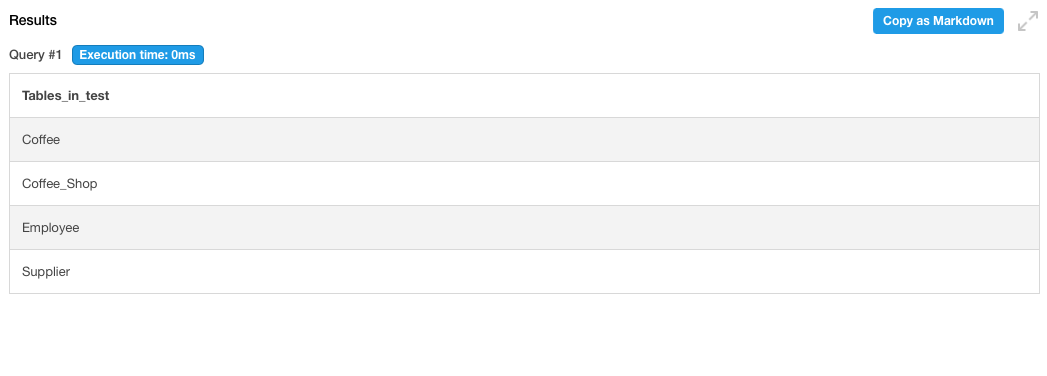 Results
Copy as Markdown
Query #1 Execution time: 0ms
Tables_in_test
Coffee
Coffee_Shop
Employee
Supplier